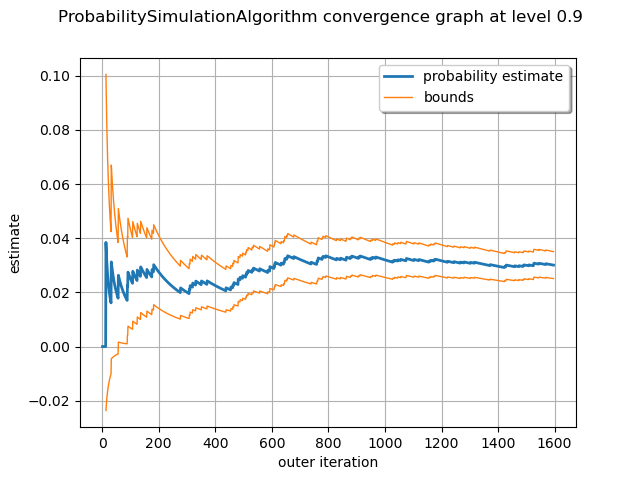 ProbabilitySimulationAlgorithm convergence graph at level 0.9
probability estimate
bounds
0.10
0.08
0.06
0.04
0.02
0.00
−0.02
estimate
0 200 400 600 800 1000 1200 1400 1600
outer iteration